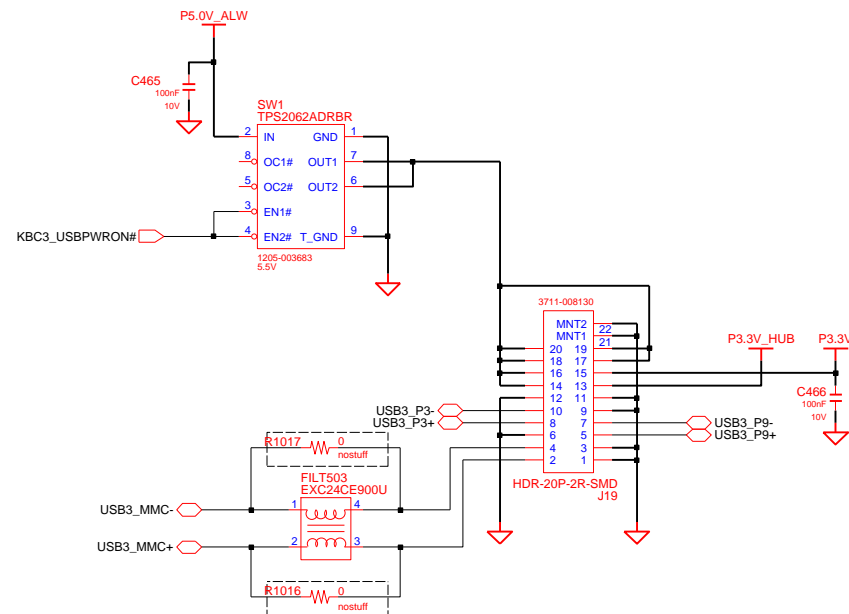 P5.0V_ALW
C465
100nF
10V
SW1
TPS2062ADRBR
2 IN GND 1
8 OC1# OUT1 7
5 OC2# OUT2 6
3 EN1#
4 EN2# T_GND 9
KBC3_USBPWRON#
1205-003683
5.5V
3711-008130
MNT2
22
MNT1
21
20 19
18 17
16 15
14 13
12 11
10 9
8 7
6 5
4 3
2 1
P3.3V_HUB
P3.3V
C466
100nF
10V
USB3_P3-
USB3_P3+
USB3_P9-
USB3_P9+
HDR-20P-2R-SMD
J19
R1017 0
nostuff
FILT503
EXC24CE900U
1 4
USB3_MMC-
2 3
USB3_MMC+
R1016 0
nostuff